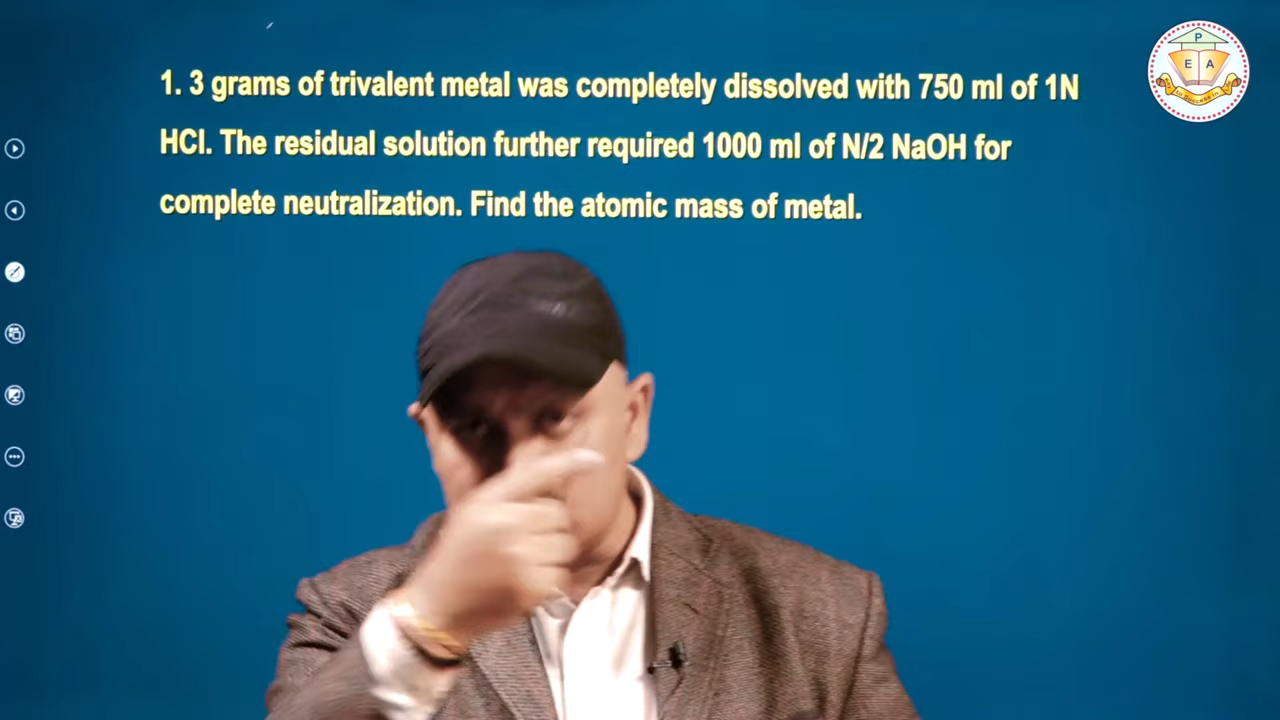 1. 3 grams of trivalent metal was completely dissolved with 750 ml of 1N
HCl. The residual solution further required 1000 ml of N/2 NaOH for
complete neutralization. Find the atomic mass of metal.
P
E A